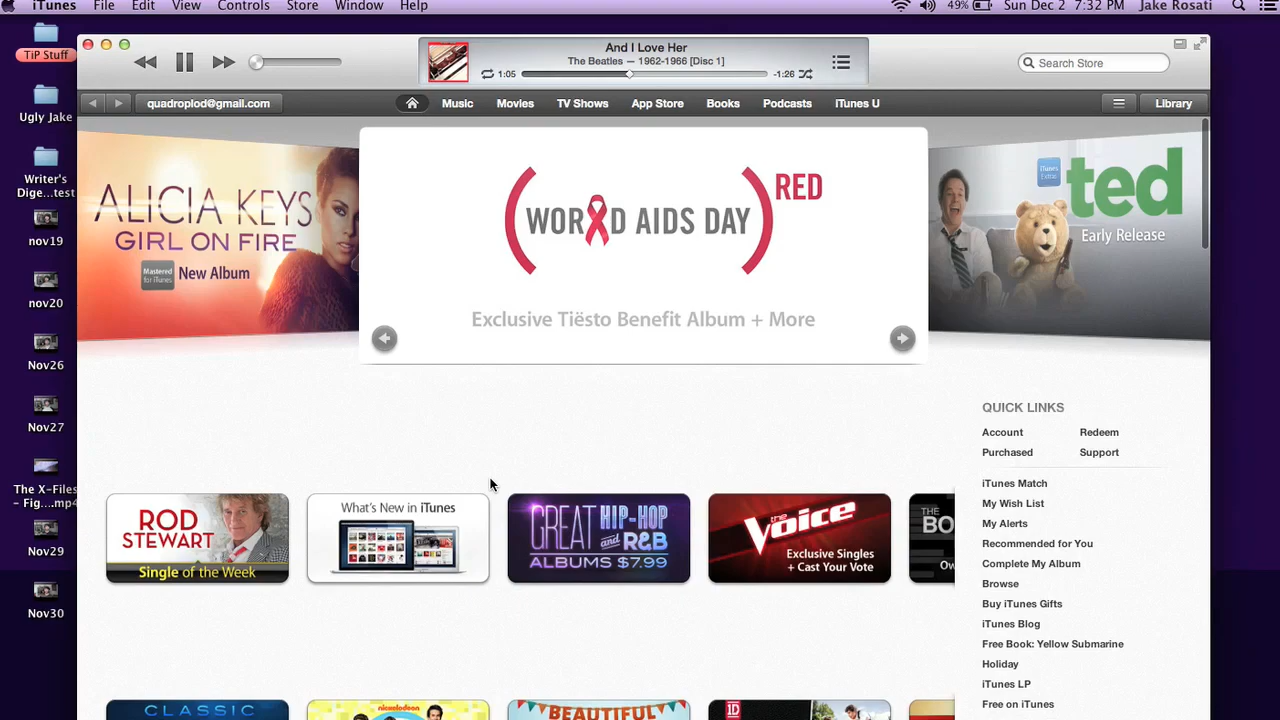 iTunes File Edit View Controls Store Window Help 49% Sun Dec 2 7:32 PM Jake Rosati
TiP Stuff
Ugly Jake
Writer's
Dige...test
nov19
nov20
Nov26
Nov27
The X-Files
- Fig....mp4
Nov29
Nov30
And I Love Her
The Beatles — 1962-1966 [Disc 1]
1:05 -1:26
Search Store
quadroplod@gmail.com
Music Movies TV Shows App Store Books Podcasts iTunes U
Library
ALICIA KEYS
GIRL ON FIRE
Mastered
for iTunes
New Album
(WORLD AIDS DAY) RED
Exclusive Tiësto Benefit Album + More
iTunes
Extras
ted
Early Release
QUICK LINKS
Account Redeem
Purchased Support
iTunes Match
My Wish List
My Alerts
Recommended for You
Complete My Album
Browse
Buy iTunes Gifts
iTunes Blog
Free Book: Yellow Submarine
Holiday
iTunes LP
Free on iTunes
ROD
STEWART
Single of the Week
What's New in iTunes
GREAT HIP-HOP
and R&B
ALBUMS $7.99
the
Voice
Exclusive Singles
+ Cast Your Vote
THE
BO
Ow
CLASSIC
nickelodeon
BEAUTIFUL
1D